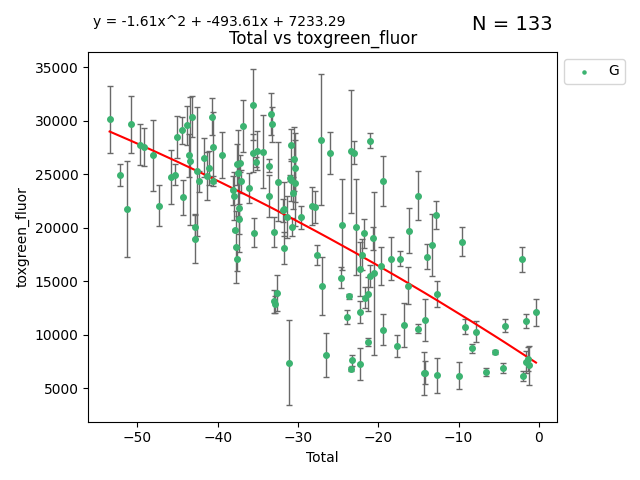 y = -1.61x^2 + -493.61x + 7233.29
N = 133
Total vs toxgreen_fluor
G
35000
30000
25000
20000
15000
10000
5000
toxgreen_fluor
−50
−40
−30
−20
−10
0
Total